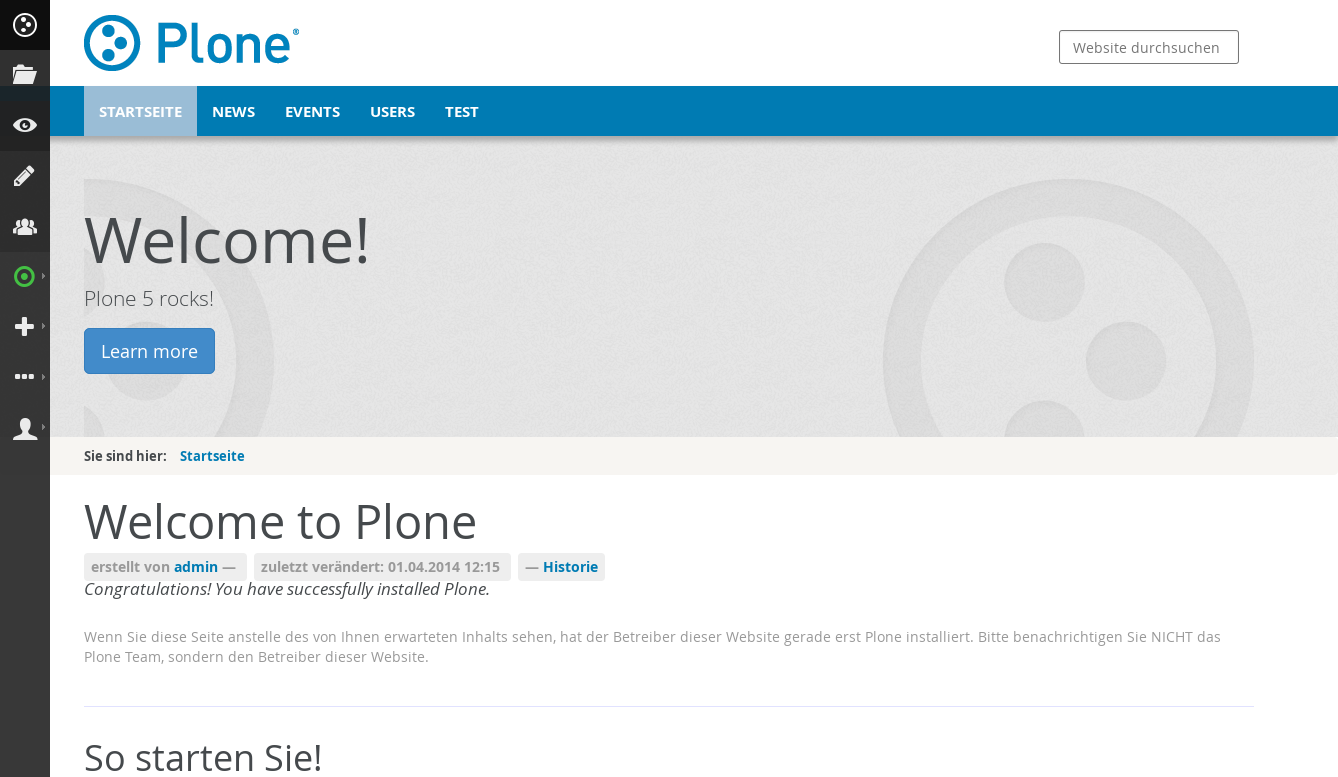 Plone®
Website durchsuchen
STARTSEITE NEWS EVENTS USERS TEST
Welcome!
Plone 5 rocks!
Learn more
Sie sind hier: Startseite
Welcome to Plone
erstellt von admin — zuletzt verändert: 01.04.2014 12:15 — Historie
Congratulations! You have successfully installed Plone.
Wenn Sie diese Seite anstelle des von Ihnen erwarteten Inhalts sehen, hat der Betreiber dieser Website gerade erst Plone installiert. Bitte benachrichtigen Sie NICHT das
Plone Team, sondern den Betreiber dieser Website.
So starten Sie!